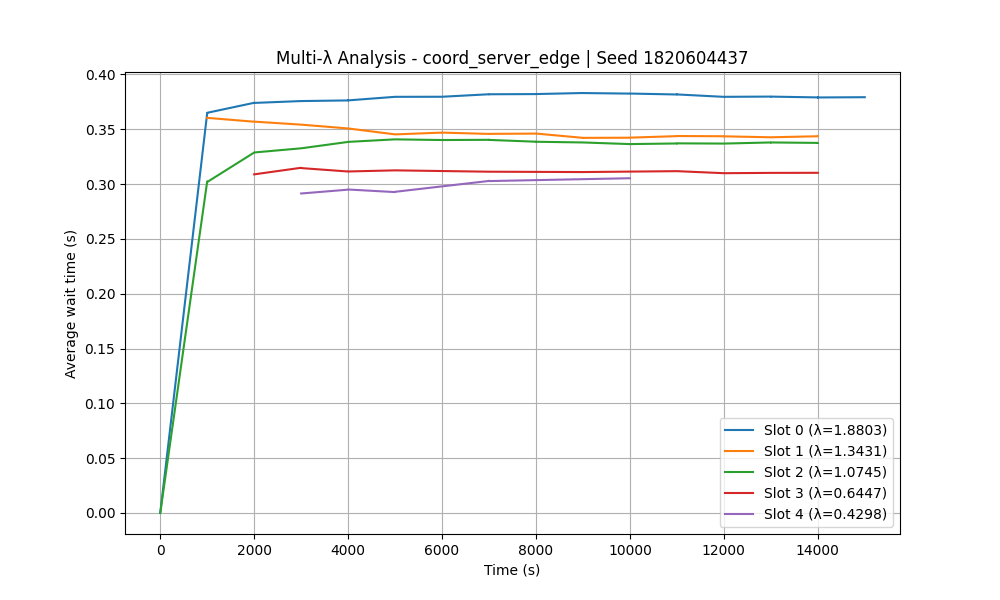 Multi-λ Analysis - coord_server_edge | Seed 1820604437
0.40
0.35
0.30
0.25
0.20
0.15
0.10
0.05
0.00
Average wait time (s)
Slot 0 (λ=1.8803)
Slot 1 (λ=1.3431)
Slot 2 (λ=1.0745)
Slot 3 (λ=0.6447)
Slot 4 (λ=0.4298)
0 2000 4000 6000 8000 10000 12000 14000
Time (s)